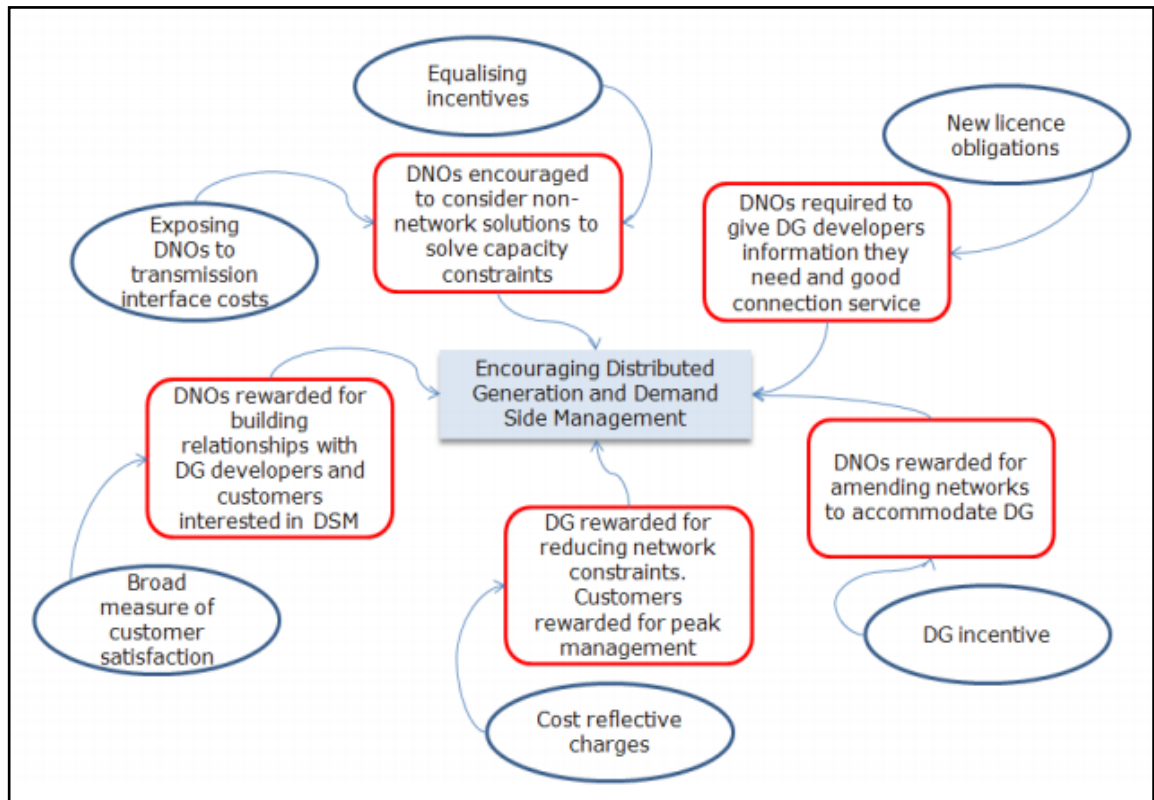 Equalising
incentives
New licence
obligations
DNOs encouraged
to consider non-
network solutions to
solve capacity
constraints
DNOs required to
give DG developers
information they
need and good
connection service
Exposing
DNOs to
transmission
interface costs
Encouraging Distributed
Generation and Demand
Side Management
DNOs rewarded for
building
relationships with
DG developers and
customers
interested in DSM
DNOs rewarded for
amending networks
to accommodate DG
DG rewarded for
reducing network
constraints.
Customers
rewarded for peak
management
Broad
measure of
customer
satisfaction
DG incentive
Cost reflective
charges